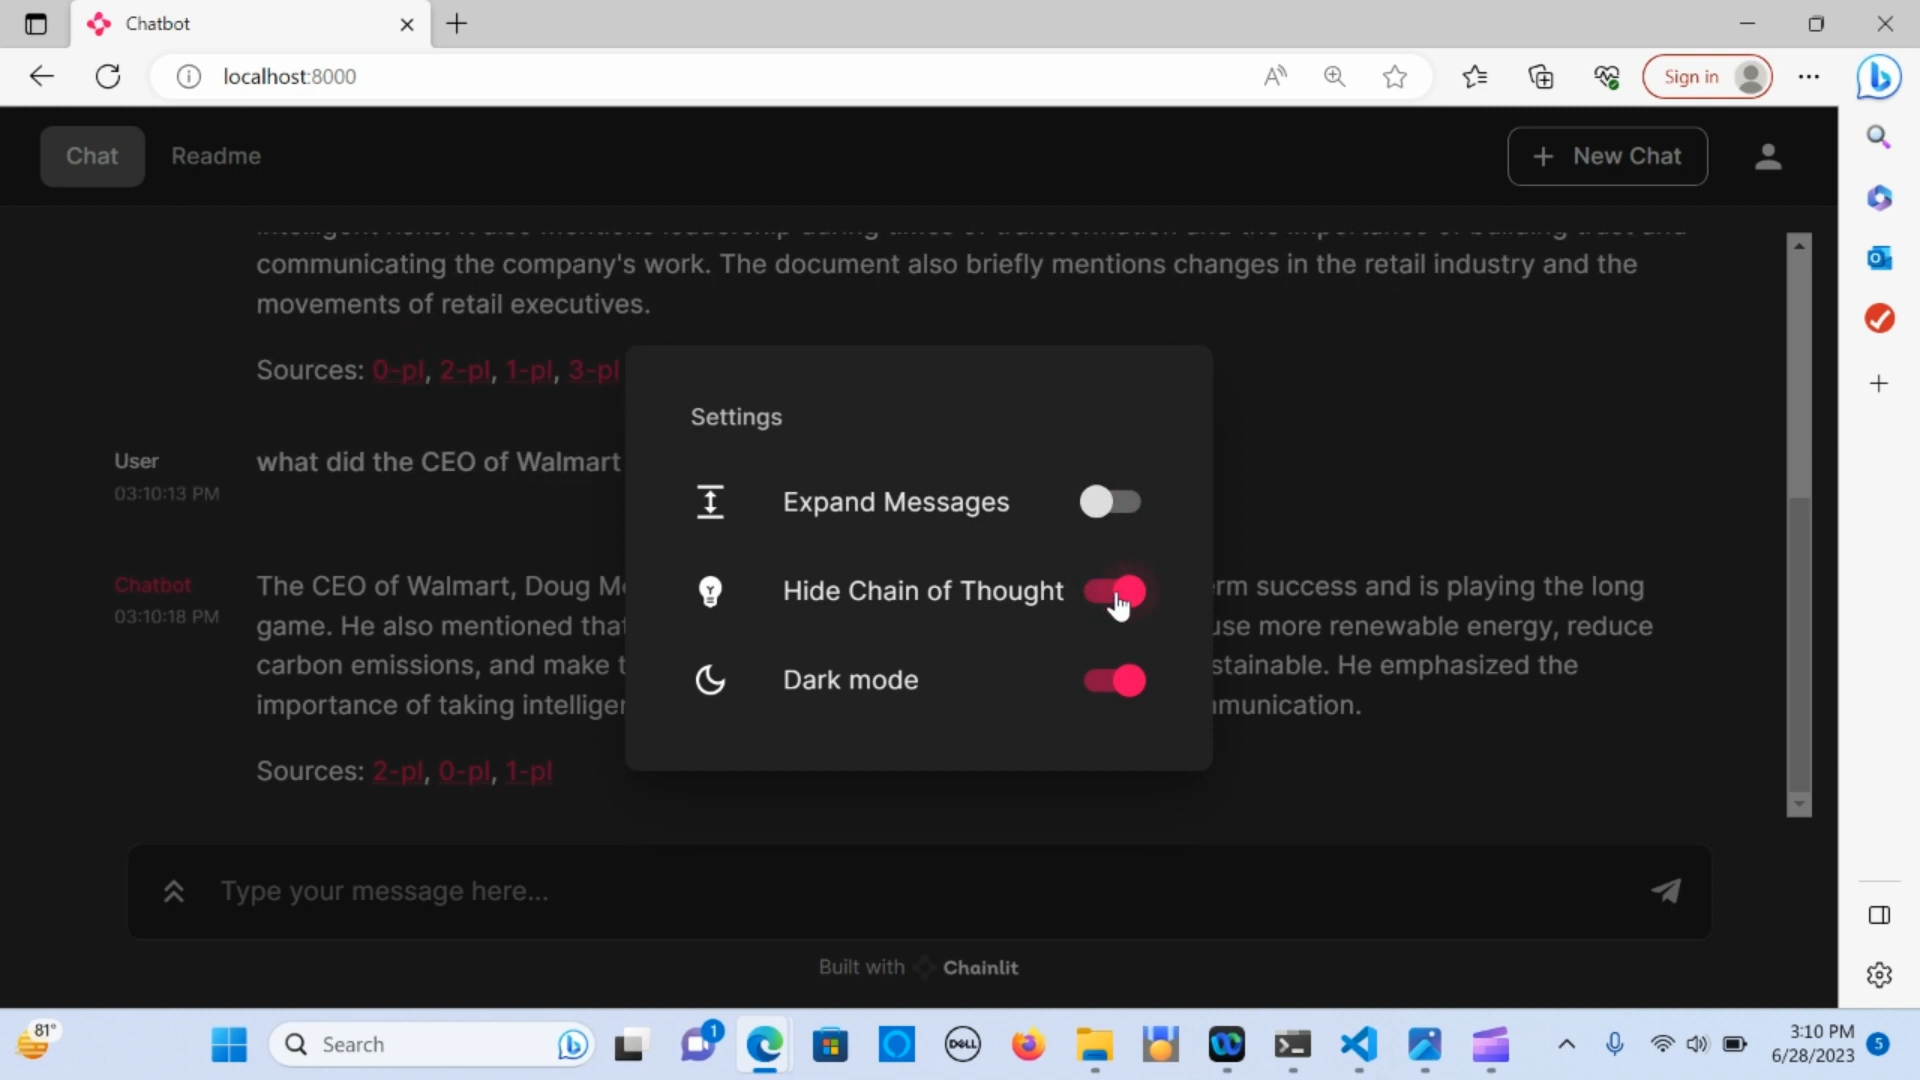 Chatbot
localhost:8000
Sign in
Chat
Readme
New Chat
communicating the company's work. The document also briefly mentions changes in the retail industry and the
movements of retail executives.
Sources: 0-pl, 2-pl, 1-pl, 3-pl
Settings
User
what did the CEO of Walmart
03:10:13 PM
Expand Messages
Chatbot
The CEO of Walmart, Doug M
Hide Chain of Thought
rm success and is playing the long
03:10:18 PM
game. He also mentioned that
use more renewable energy, reduce
carbon emissions, and make
stainable. He emphasized the
Dark mode
importance of taking intelliger
mmunication.
Sources: 2-pl, 0-pl, 1-pl
Type your message here...
Built with Chainlit
81°
Search
1
DELL
3:10 PM
6/28/2023
5